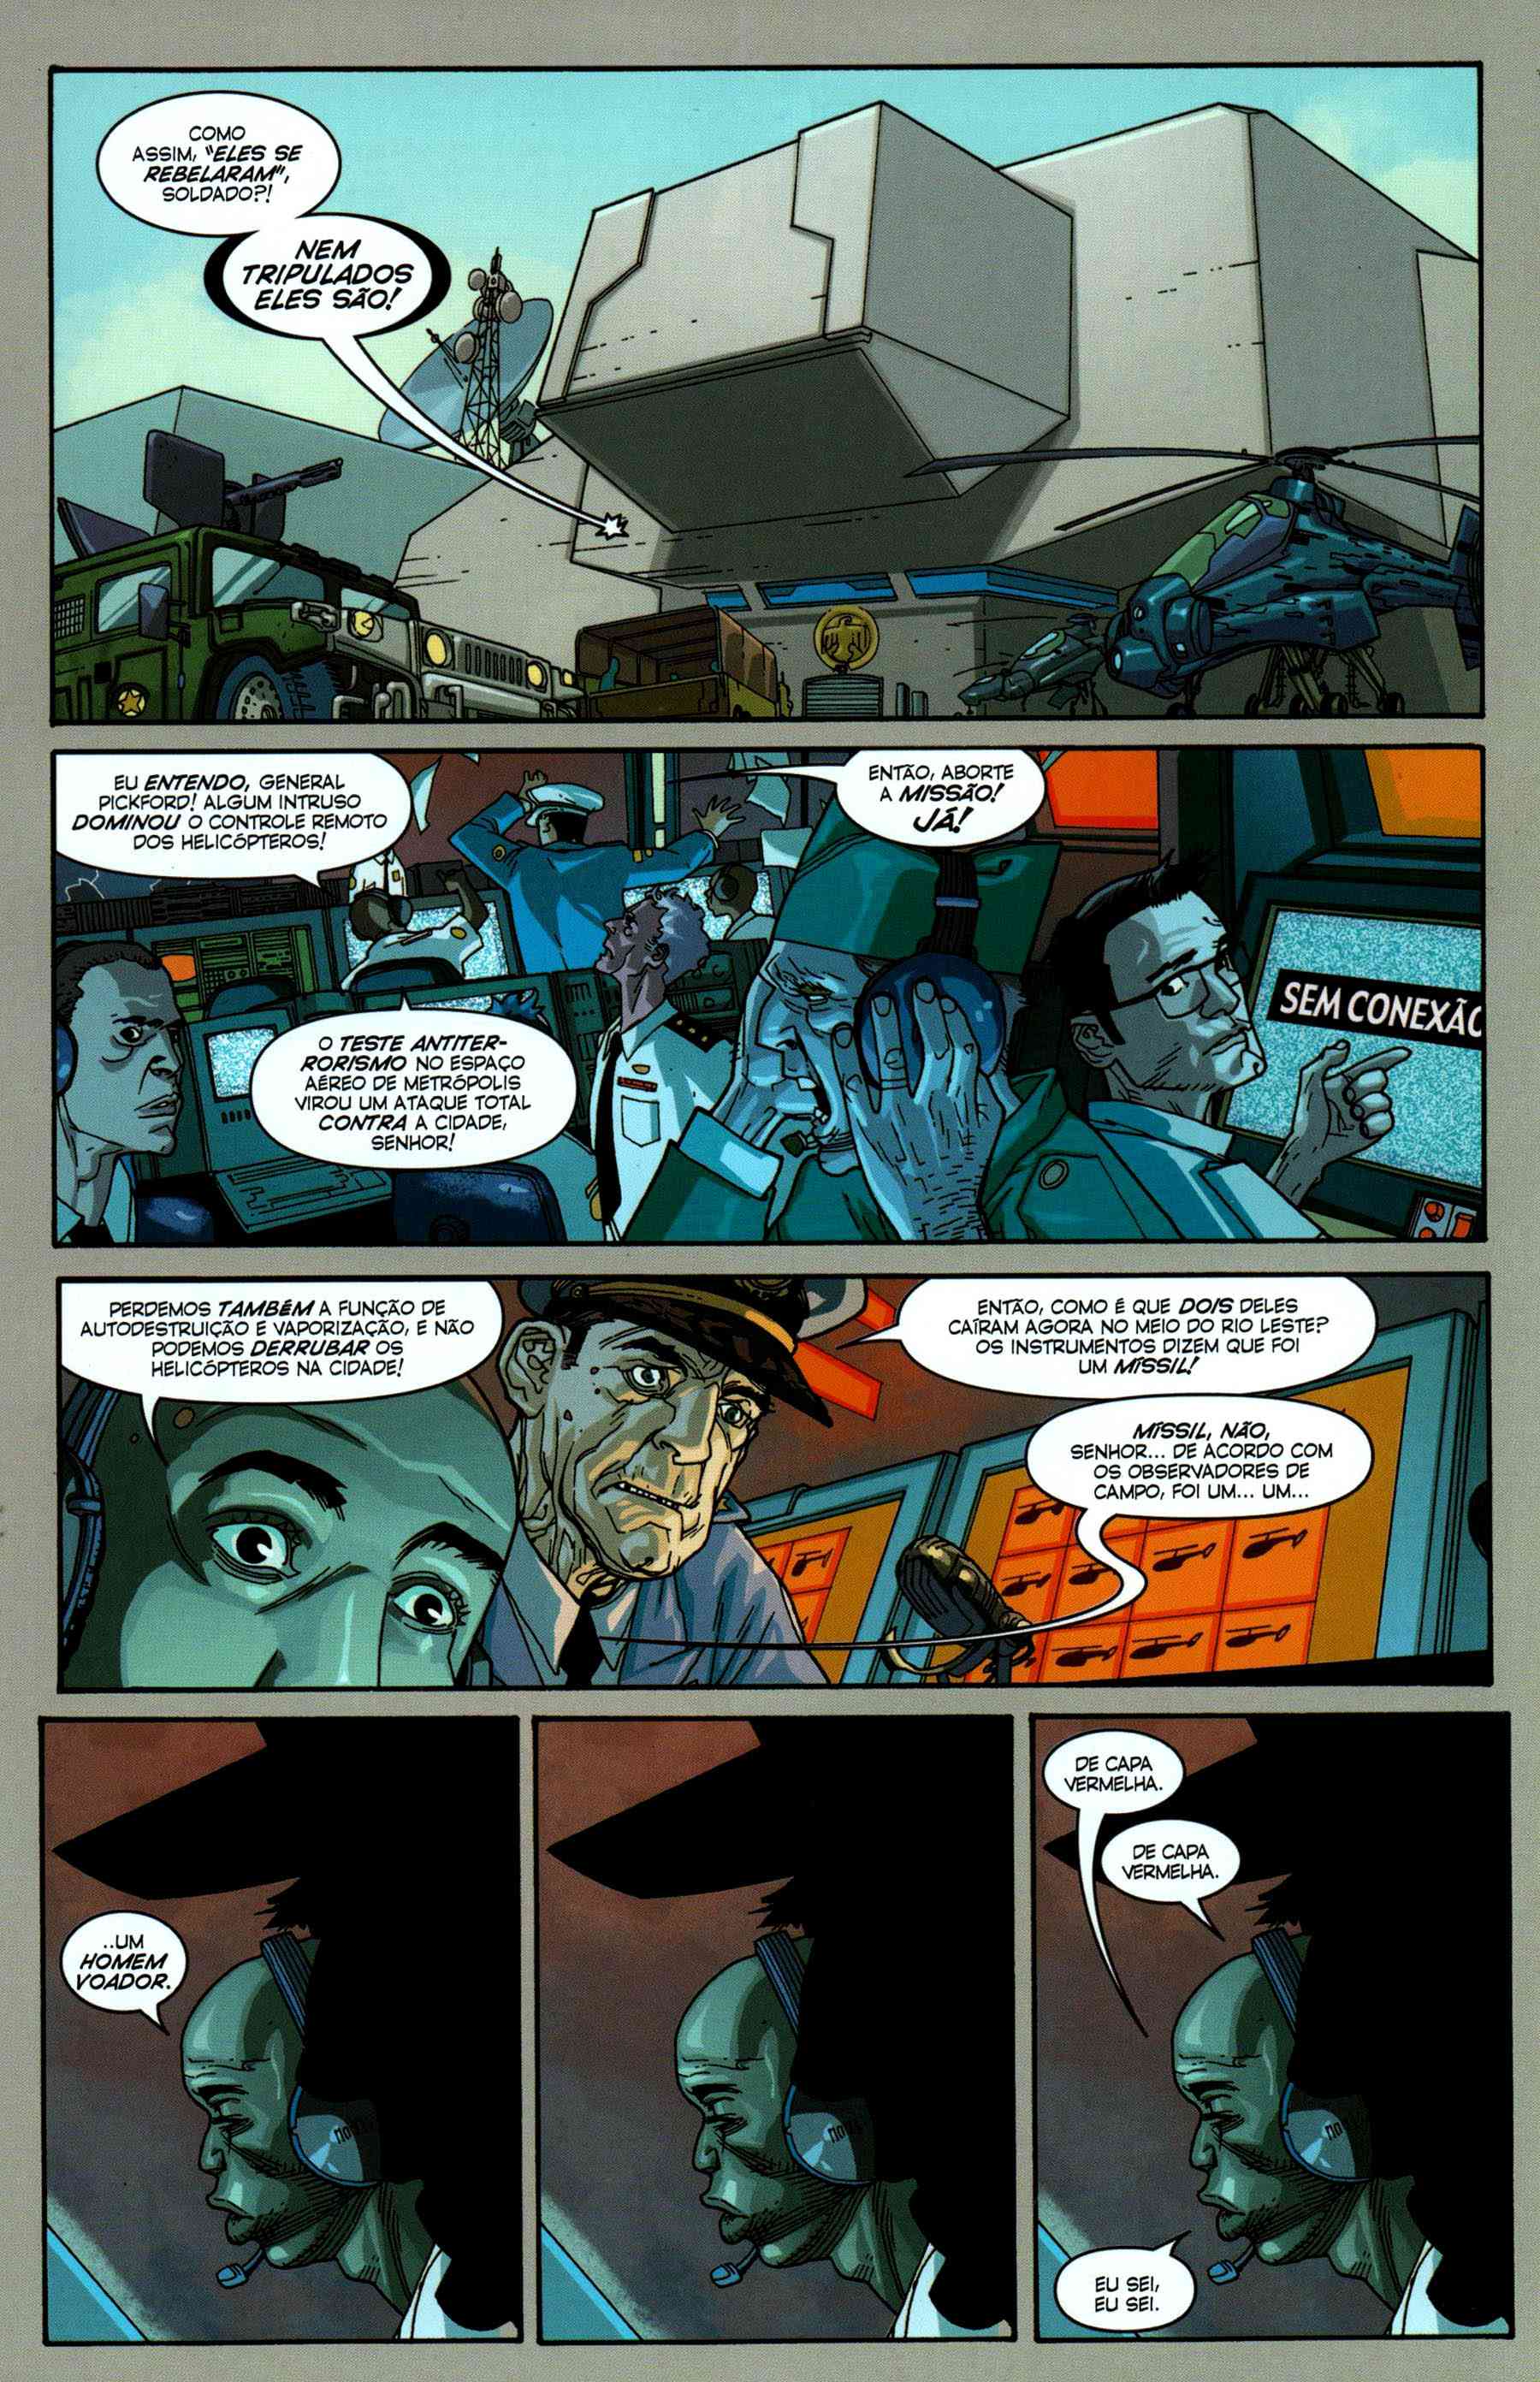 COMO
ASSIM, "ELES SE
REBELARAM",
SOLDADO?!
NEM
TRIPULADOS
ELES SÃO!
EU ENTENDO, GENERAL
PICKFORD! ALGUM INTRUSO
DOMINOU O CONTROLE REMOTO
DOS HELICÓPTEROS!
ENTÃO, ABORTE
A MISSÃO!
JÁ!
O TESTE ANTITER-
RORISMO NO ESPAÇO
AÉREO DE METRÓPOLIS
VIROU UM ATAQUE TOTAL
CONTRA A CIDADE,
SENHOR!
SEM CONEXÃO
PERDEMOS TAMBÉM A FUNÇÃO DE
AUTODESTRUIÇÃO E VAPORIZAÇÃO, E NÃO
PODEMOS DERRUBAR OS
HELICÓPTEROS NA CIDADE!
ENTÃO, COMO É QUE DOIS DELES
CAÍRAM AGORA NO MEIO DO RIO LESTE?
OS INSTRUMENTOS DIZEM QUE FOI
UM MÍSSIL!
MÍSSIL, NÃO,
SENHOR... DE ACORDO COM
OS OBSERVADORES DE
CAMPO, FOI UM... UM...
..UM
HOMEM
VOADOR.
DE CAPA
VERMELHA.
DE CAPA
VERMELHA.
EU SEI,
EU SEI.